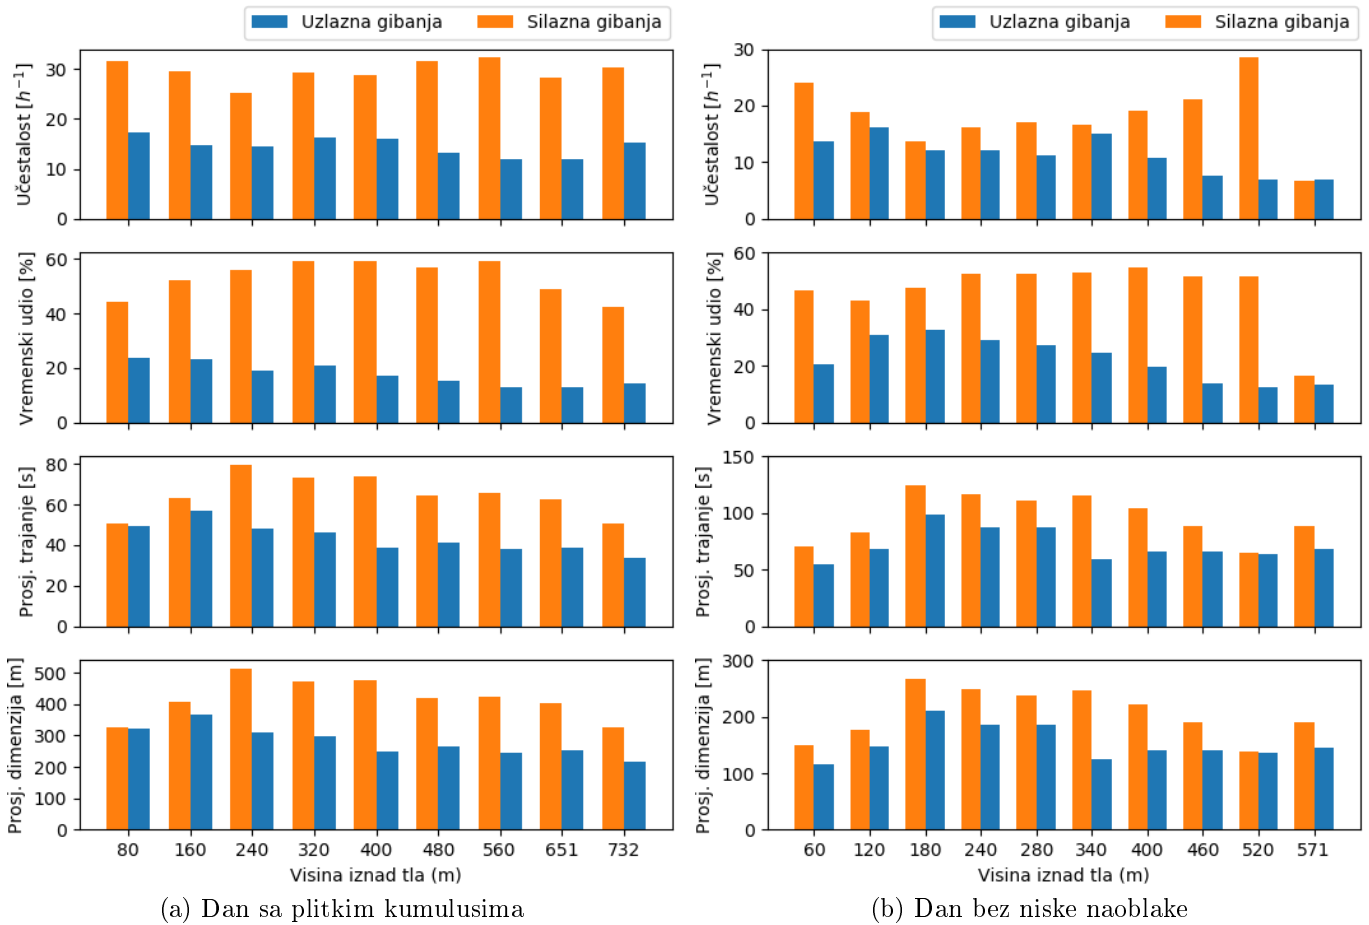 Uzlazna gibanja Silazna gibanja
Učestalost [h⁻¹]
30
20
10
0
Vremenski udio [%]
60
40
20
0
Prosj. trajanje [s]
80
60
40
20
0
Prosj. dimenzija [m]
500
400
300
200
100
0
80 160 240 320 400 480 560 651 732
Visina iznad tla (m)
(a) Dan sa plitkim kumulusima
Uzlazna gibanja Silazna gibanja
Učestalost [h⁻¹]
30
20
10
0
Vremenski udio [%]
60
40
20
0
Prosj. trajanje [s]
150
100
50
0
Prosj. dimenzija [m]
300
200
100
0
60 120 180 240 280 340 400 460 520 571
Visina iznad tla (m)
(b) Dan bez niske naoblake